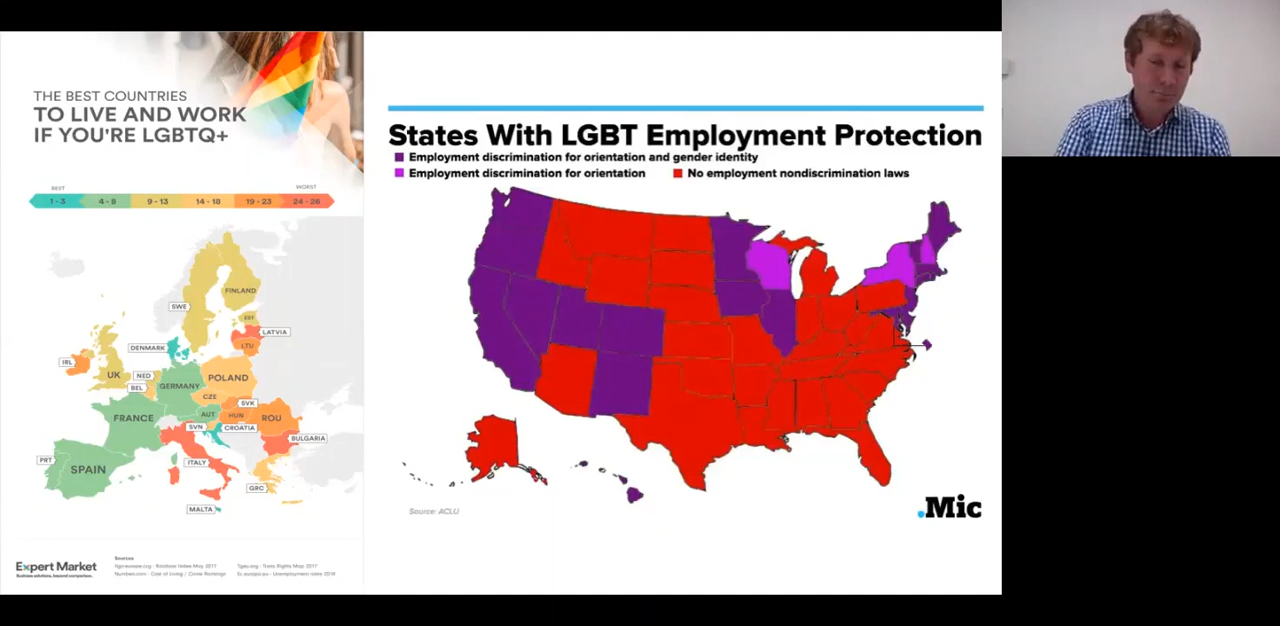 THE BEST COUNTRIES
TO LIVE AND WORK
IF YOU'RE LGBTQ+
BEST
WORST
1 - 3
4 - 8
9 - 13
14 - 18
19 - 23
24 - 26
FINLAND
SWE
EST
LATVIA
LTU
DENMARK
IRL
UK
NED
BEL
GERMANY
POLAND
CZE
SVK
FRANCE
AUT
HUN
ROU
SVN
CROATIA
BULGARIA
PRT
SPAIN
ITALY
GRC
MALTA
Expert Market
Business solutions, beyond comparison.
Sources
States With LGBT Employment Protection
Employment discrimination for orientation and gender identity
Employment discrimination for orientation
No employment nondiscrimination laws
Source: ACLU
.Mic